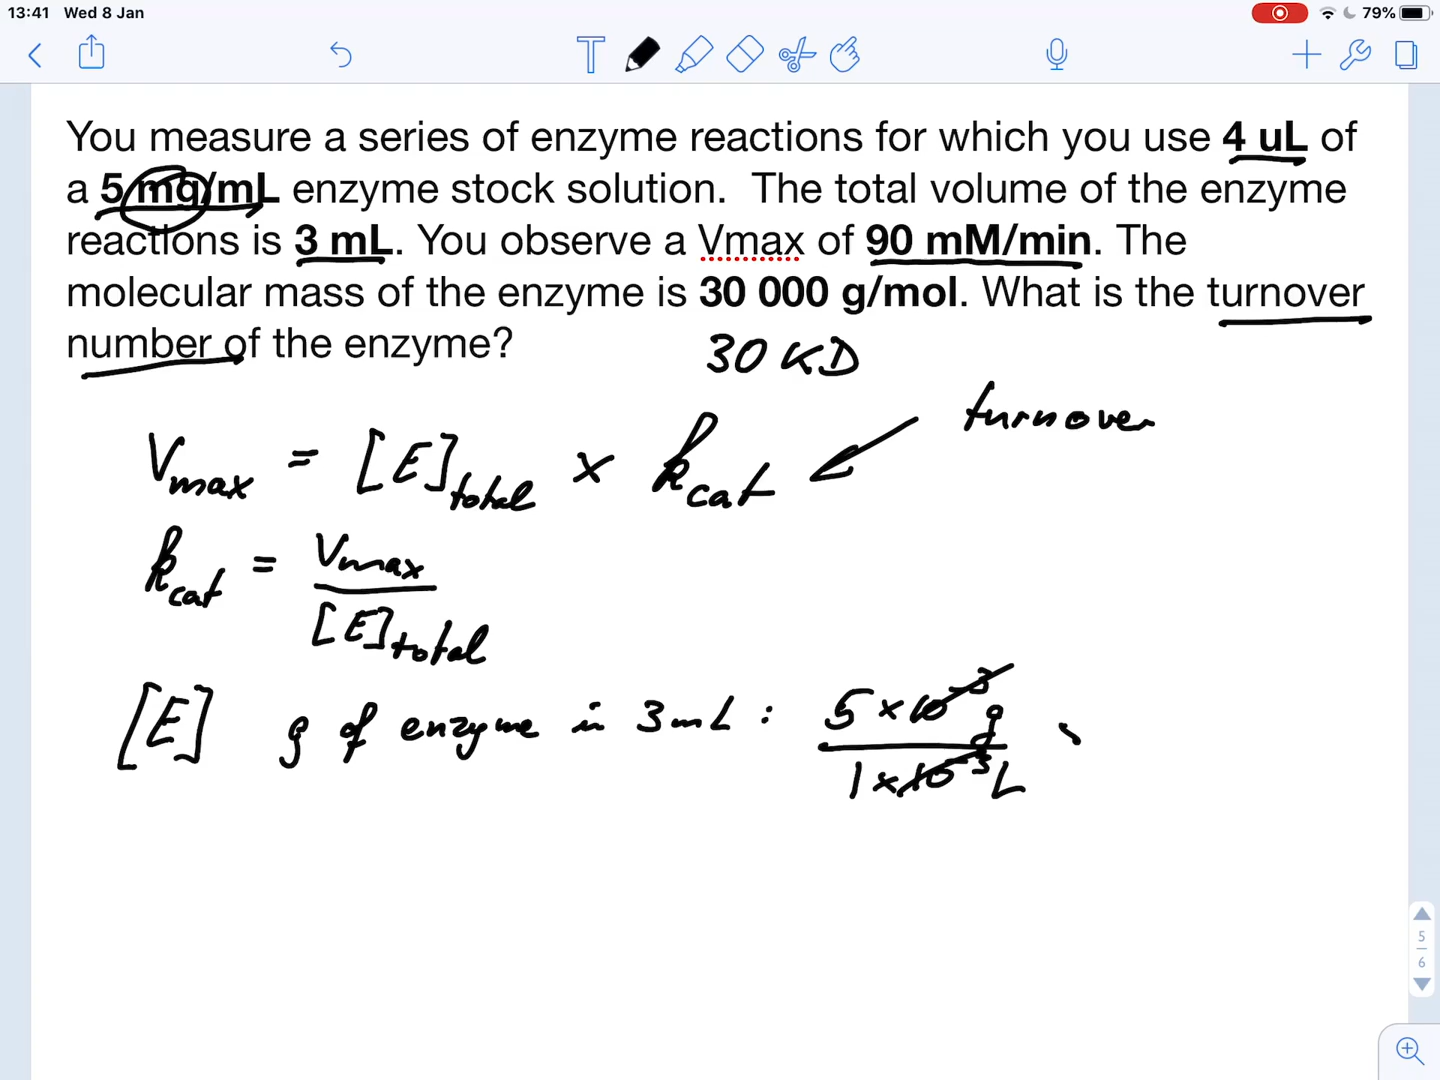 13:41 Wed 8 Jan 79%
T
You measure a series of enzyme reactions for which you use 4 uL of
a 5 mg/mL enzyme stock solution. The total volume of the enzyme
reactions is 3 mL. You observe a Vmax of 90 mM/min. The
molecular mass of the enzyme is 30 000 g/mol. What is the turnover
number of the enzyme?
30 KD
turnover
Vmax = [E]total x kcat
kcat = Vmax / [E]total
[E] g of enzyme in 3 mL : 5 x 10⁻³ g / 1 x 10⁻³ L
5
6